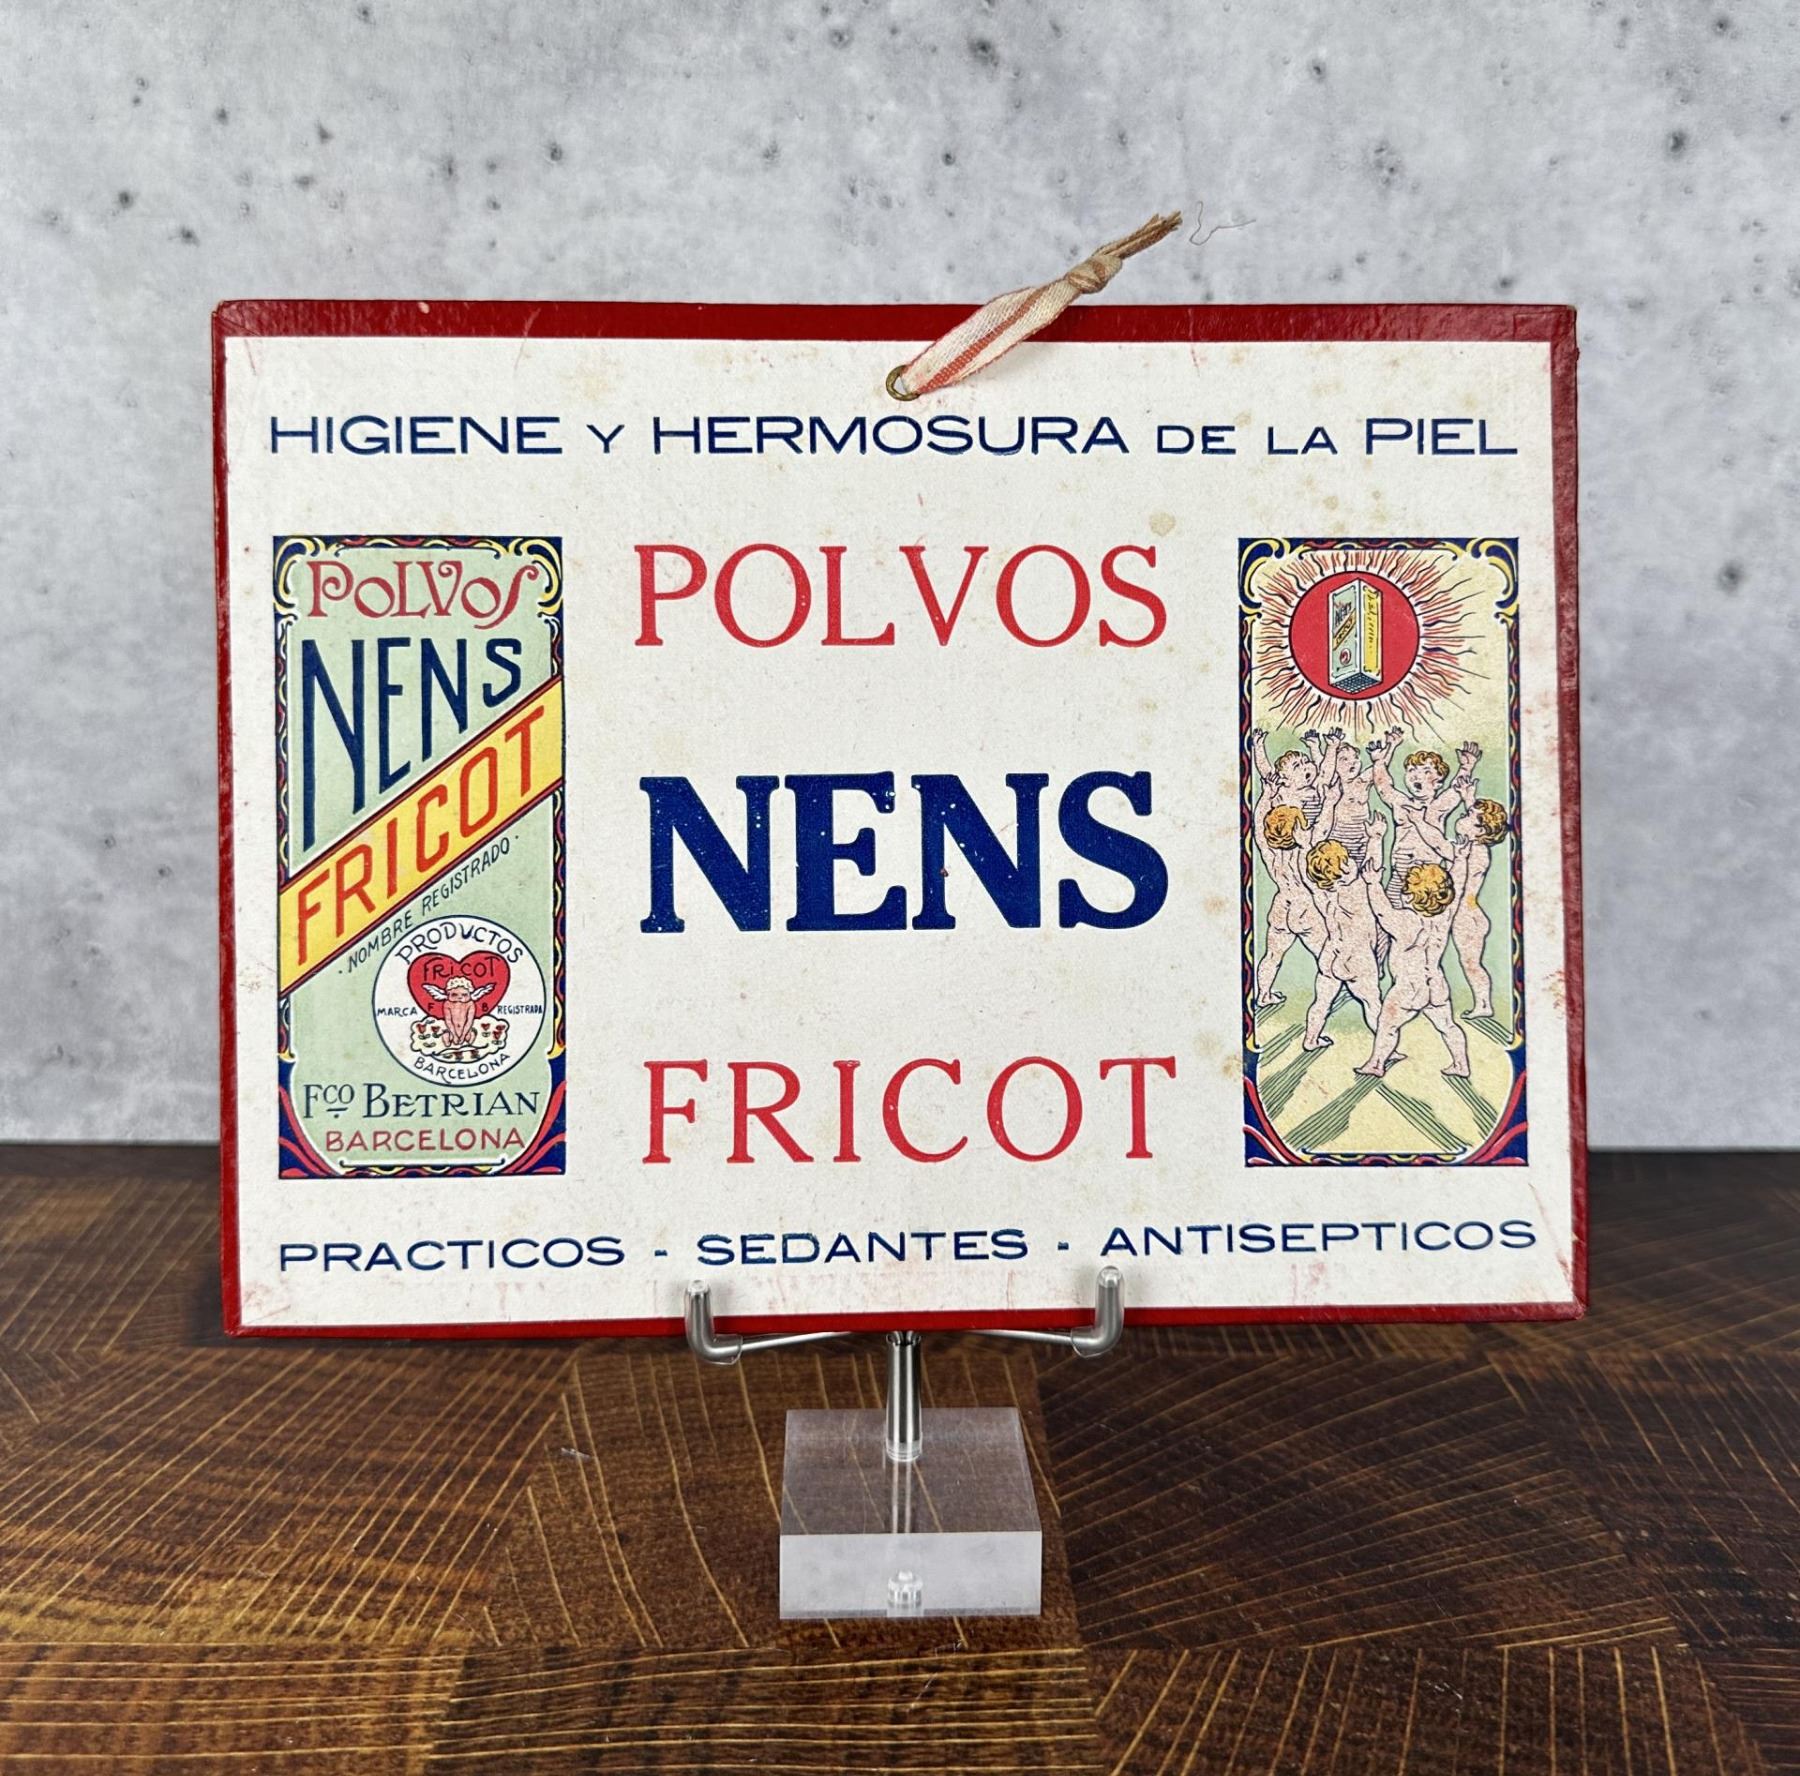 HIGIENE Y HERMOSURA DE LA PIEL
POLVOS
NENS
FRICOT
NOMBRE REGISTRADO
PRODUCTOS
FRICOT
MARCA F B REGISTRADA
BARCELONA
Fco BETRIAN
BARCELONA
POLVOS
NENS
FRICOT
NENS
PRACTICOS - SEDANTES - ANTISEPTICOS